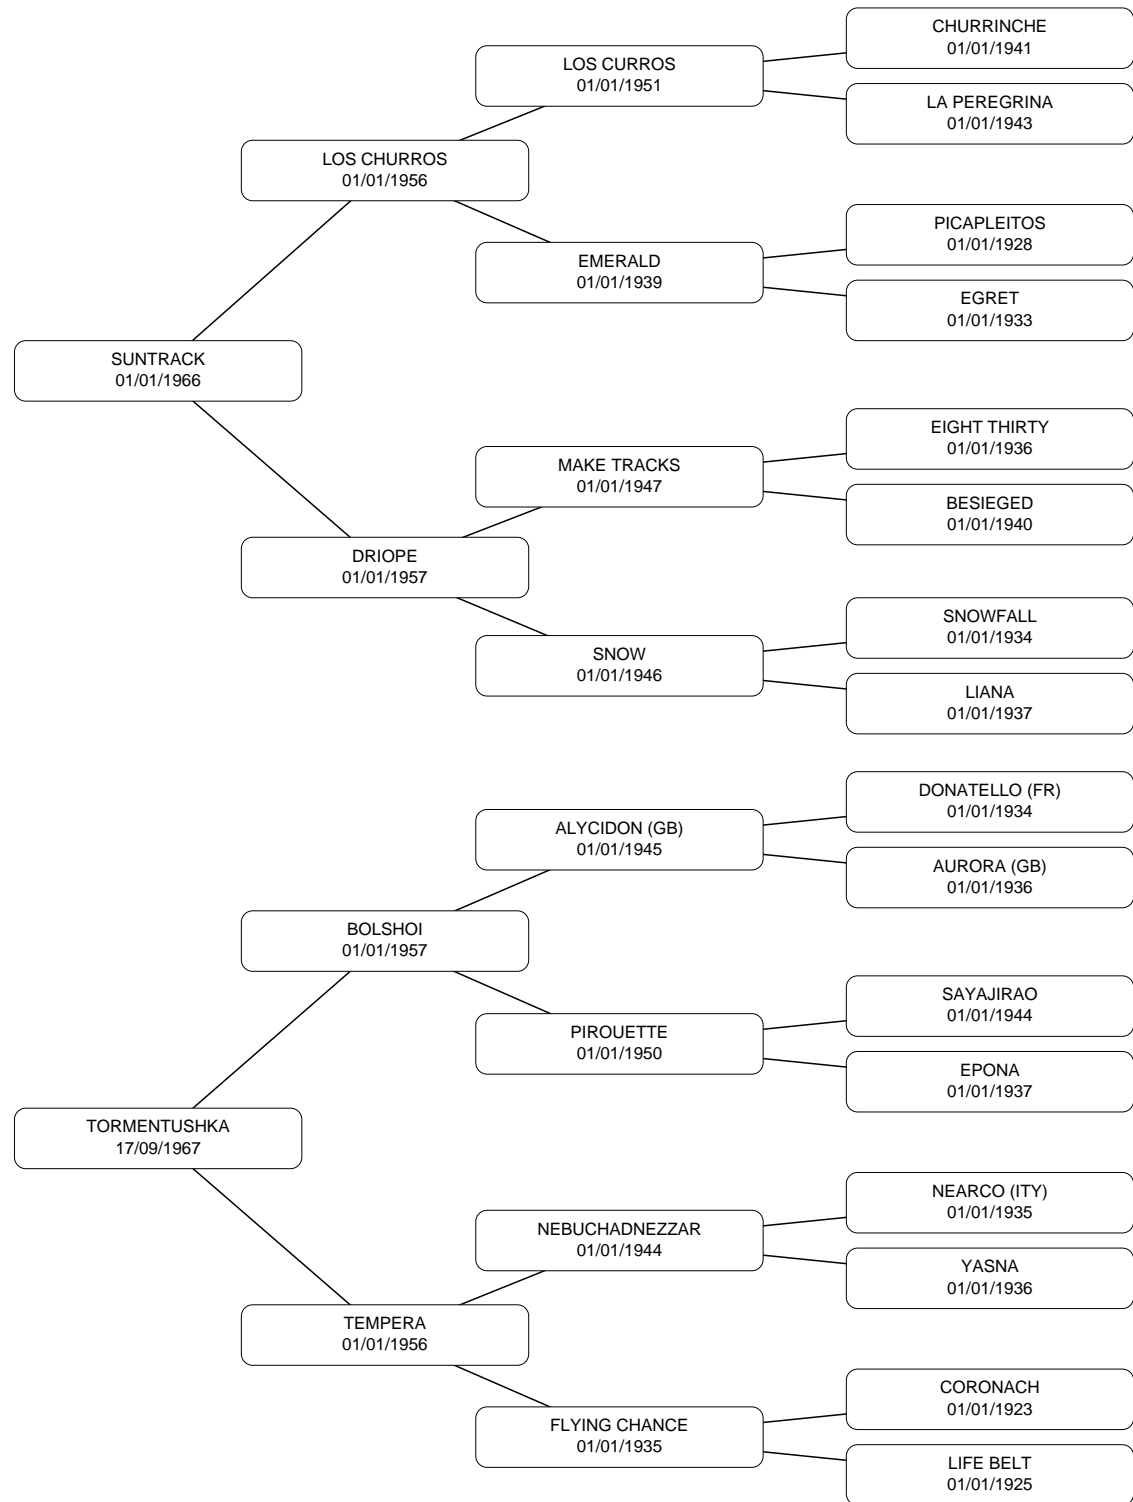 CHURRINCHE
01/01/1941
LOS CURROS
01/01/1951
LA PEREGRINA
01/01/1943
LOS CHURROS
01/01/1956
PICAPLEITOS
01/01/1928
EMERALD
01/01/1939
EGRET
01/01/1933
SUNTRACK
01/01/1966
EIGHT THIRTY
01/01/1936
MAKE TRACKS
01/01/1947
BESIEGED
01/01/1940
DRIOPE
01/01/1957
SNOWFALL
01/01/1934
SNOW
01/01/1946
LIANA
01/01/1937
DONATELLO (FR)
01/01/1934
ALYCIDON (GB)
01/01/1945
AURORA (GB)
01/01/1936
BOLSHOI
01/01/1957
SAYAJIRAO
01/01/1944
PIROUETTE
01/01/1950
EPONA
01/01/1937
TORMENTUSHKA
17/09/1967
NEARCO (ITY)
01/01/1935
NEBUCHADNEZZAR
01/01/1944
YASNA
01/01/1936
TEMPERA
01/01/1956
CORONACH
01/01/1923
FLYING CHANCE
01/01/1935
LIFE BELT
01/01/1925